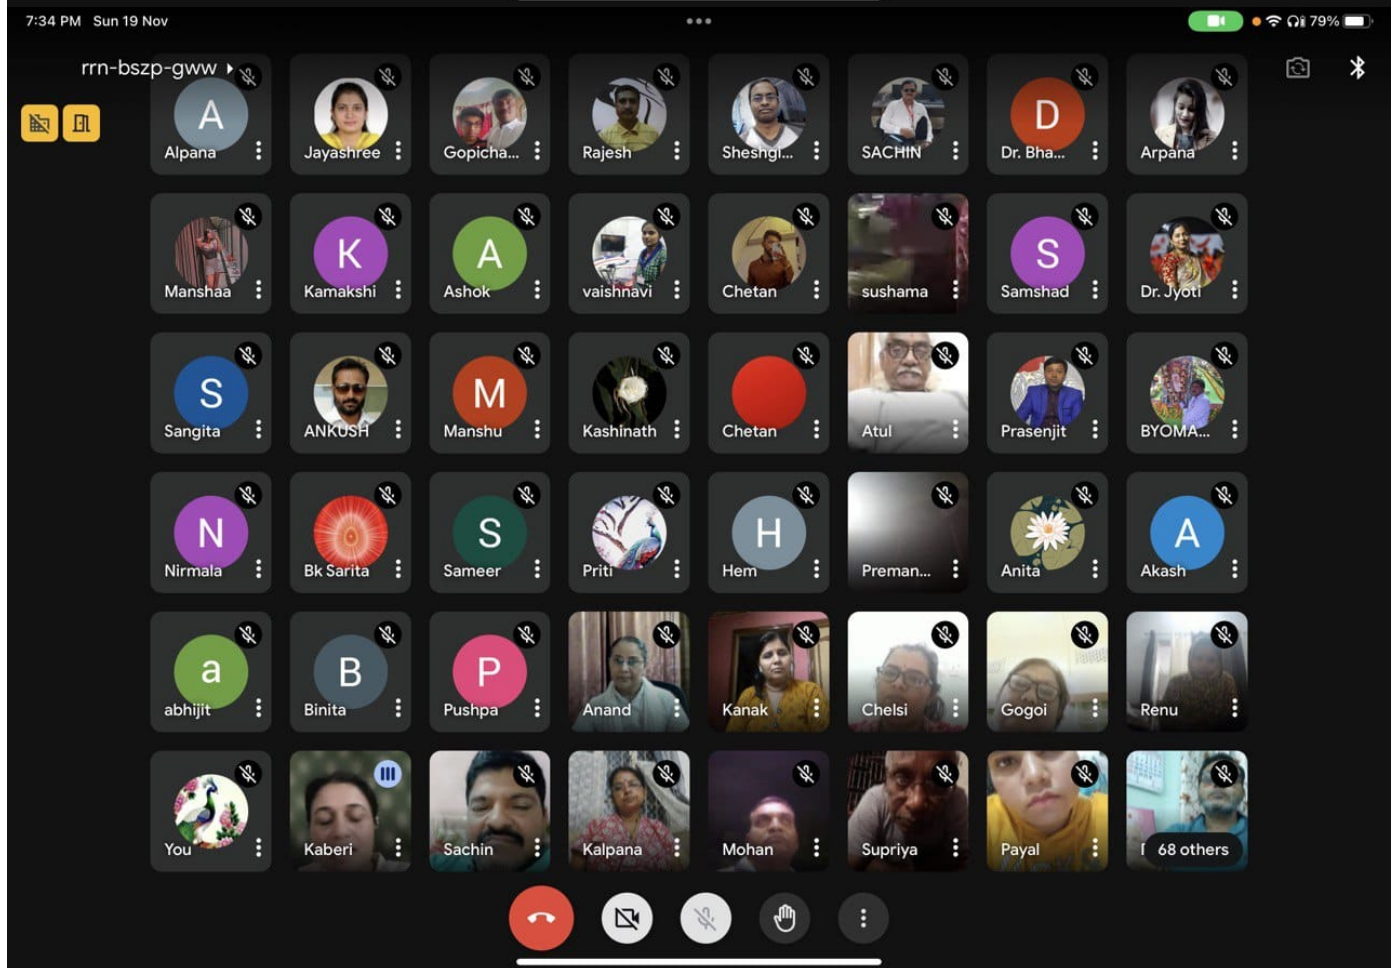 7:34 PM Sun 19 Nov
79%
rrn-bszp-gww
A D
Alpana Jayashree Gopicha... Rajesh Sheshgi... SACHIN Dr. Bha... Arpana
K A S
Manshaa Kamakshi Ashok vaishnavi Chetan sushama Samshad Dr. Jyoti
S M
Sangita ANKUSH Manshu Kashinath Chetan Atul Prasenjit BYOMA...
N S H A
Nirmala Bk Sarita Sameer Priti Hem Preman... Anita Akash
a B P
abhijit Binita Pushpa Anand Kanak Chelsi Gogoi Renu
You Kaberi Sachin Kalpana Mohan Supriya Payal 68 others